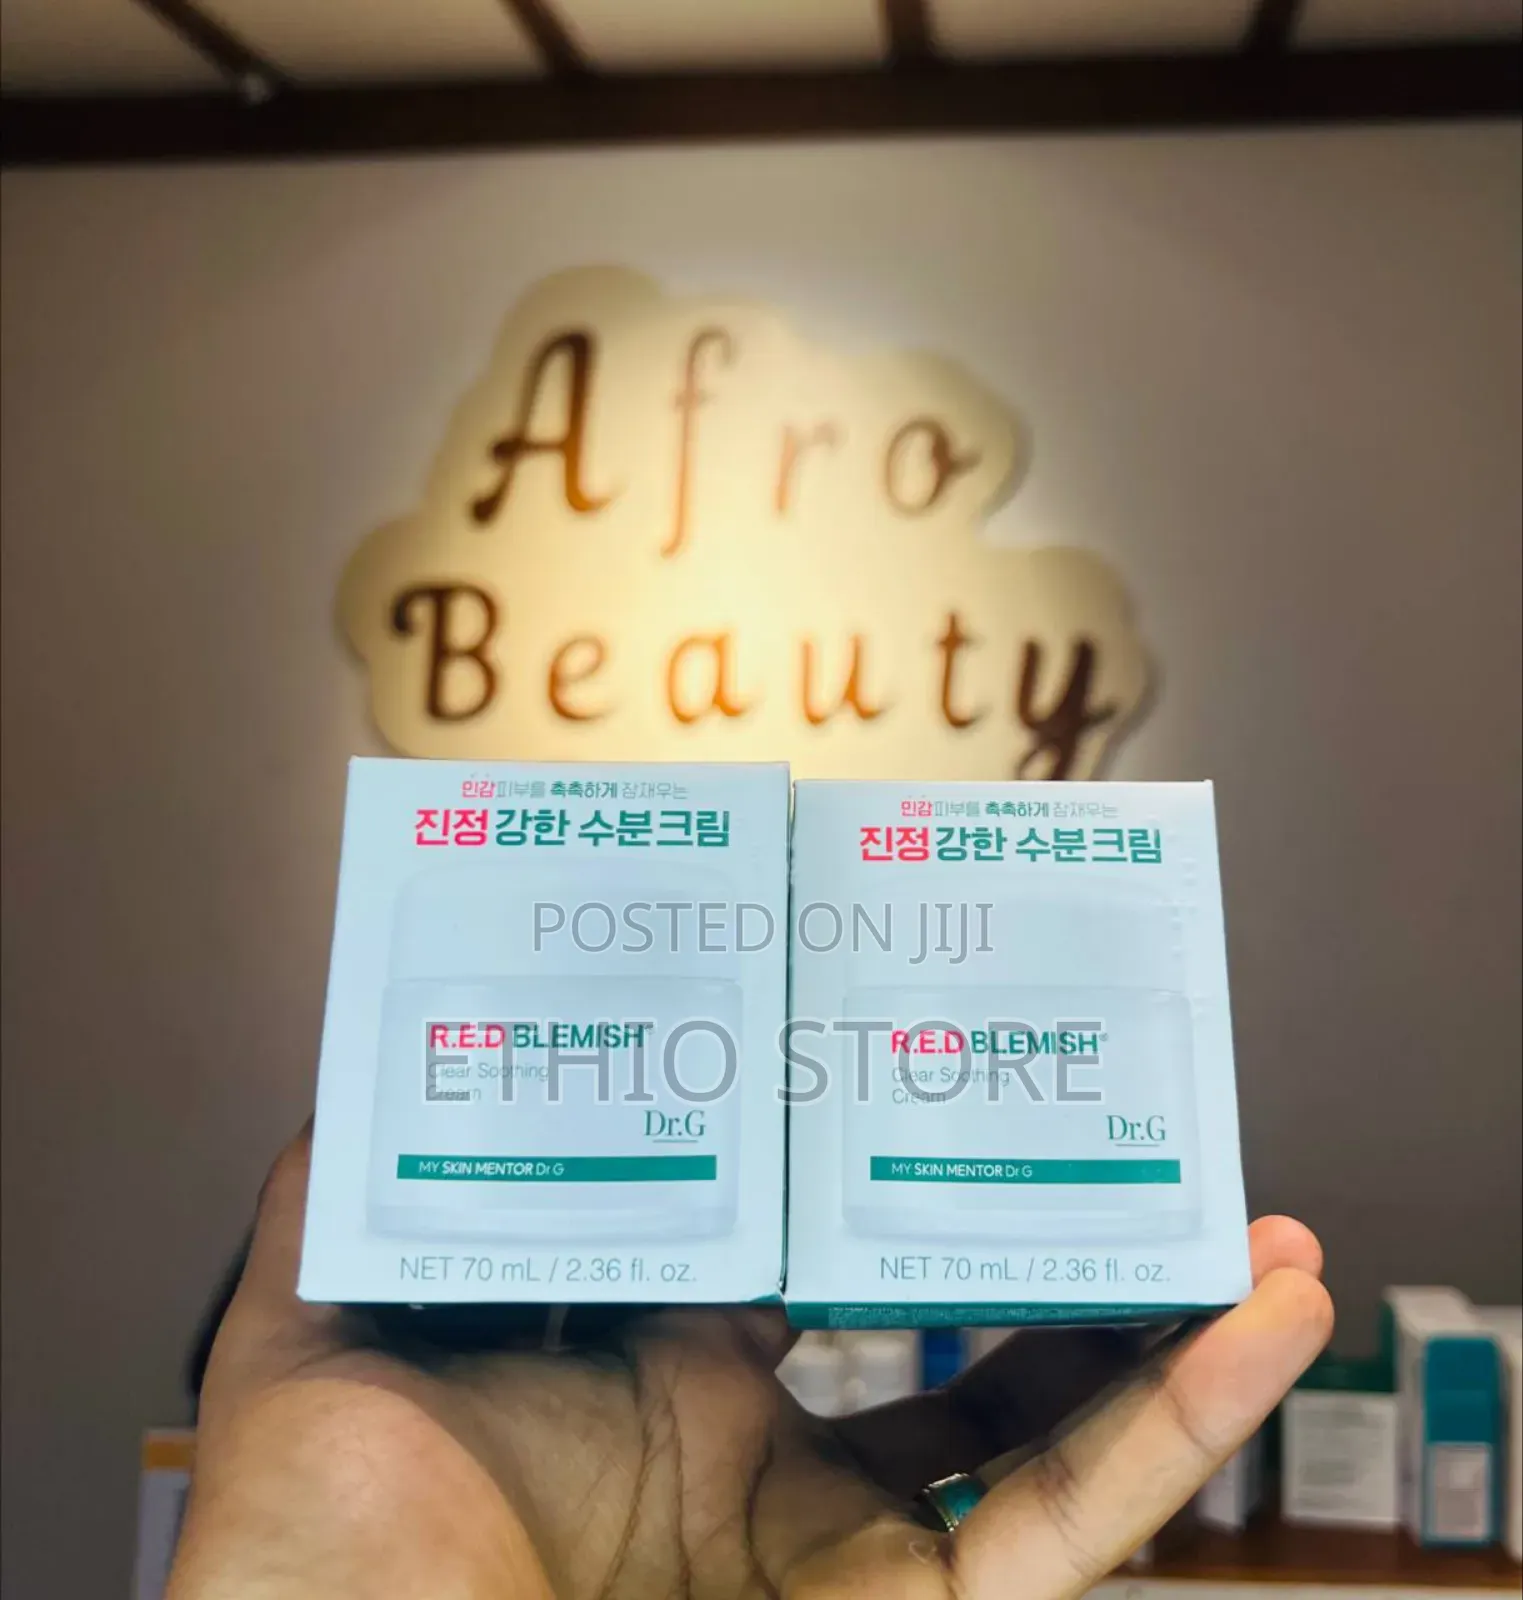 Afro
Beauty
민감피부를 촉촉하게 잠재우는
진정 강한 수분크림
R.E.D BLEMISH®
Clear Soothing
Cream
Dr.G
MY SKIN MENTOR Dr.G
NET 70 mL / 2.36 fl. oz.
민감피부를 촉촉하게 잠재우는
진정 강한 수분크림
R.E.D BLEMISH®
Clear Soothing
Cream
Dr.G
MY SKIN MENTOR Dr.G
NET 70 mL / 2.36 fl. oz.
POSTED ON JIJI
ETHIO STORE